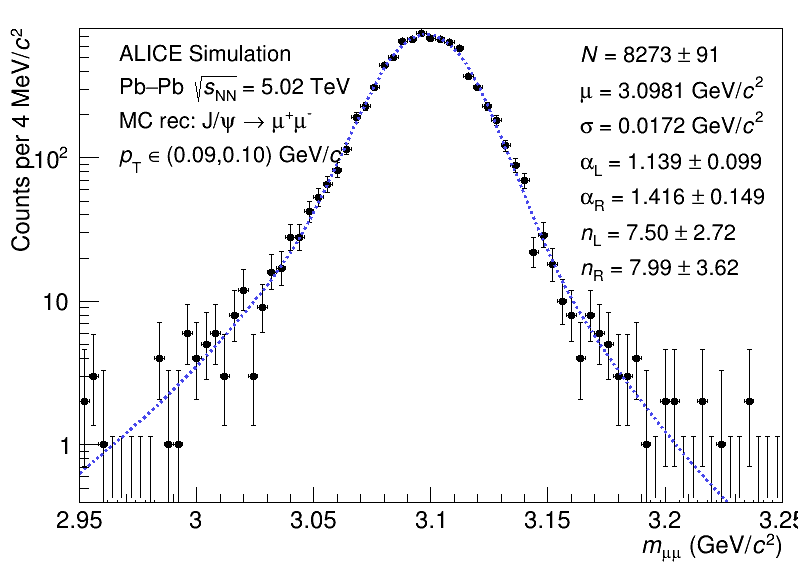 ALICE Simulation
Pb–Pb √sNN = 5.02 TeV
MC rec: J/ψ → μ+μ-
pT ∈ (0.09,0.10) GeV/c
N = 8273 ± 91
μ = 3.0981 GeV/c²
σ = 0.0172 GeV/c²
αL = 1.139 ± 0.099
αR = 1.416 ± 0.149
nL = 7.50 ± 2.72
nR = 7.99 ± 3.62
Counts per 4 MeV/c²
10²
10
1
2.95 3 3.05 3.1 3.15 3.2 3.25
mμμ (GeV/c²)